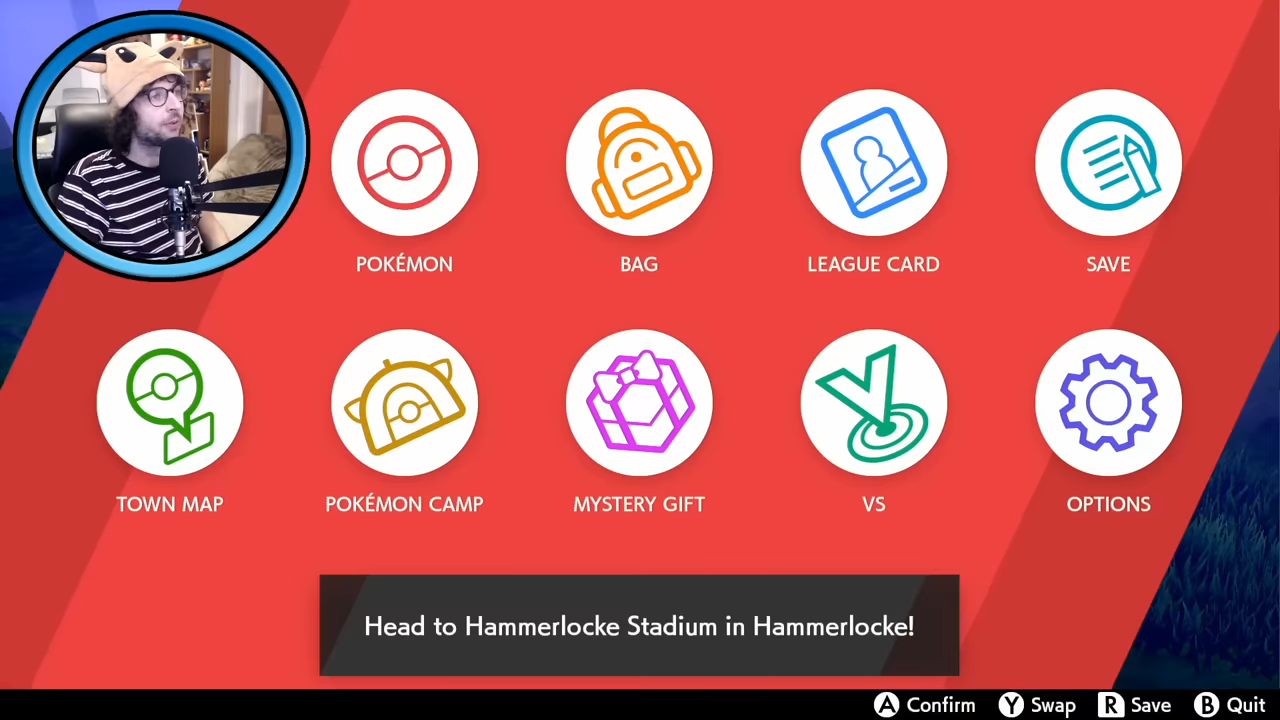 POKÉMON
BAG
LEAGUE CARD
SAVE
TOWN MAP
POKÉMON CAMP
MYSTERY GIFT
VS
OPTIONS
Head to Hammerlocke Stadium in Hammerlocke!
A Confirm Y Swap R Save B Quit